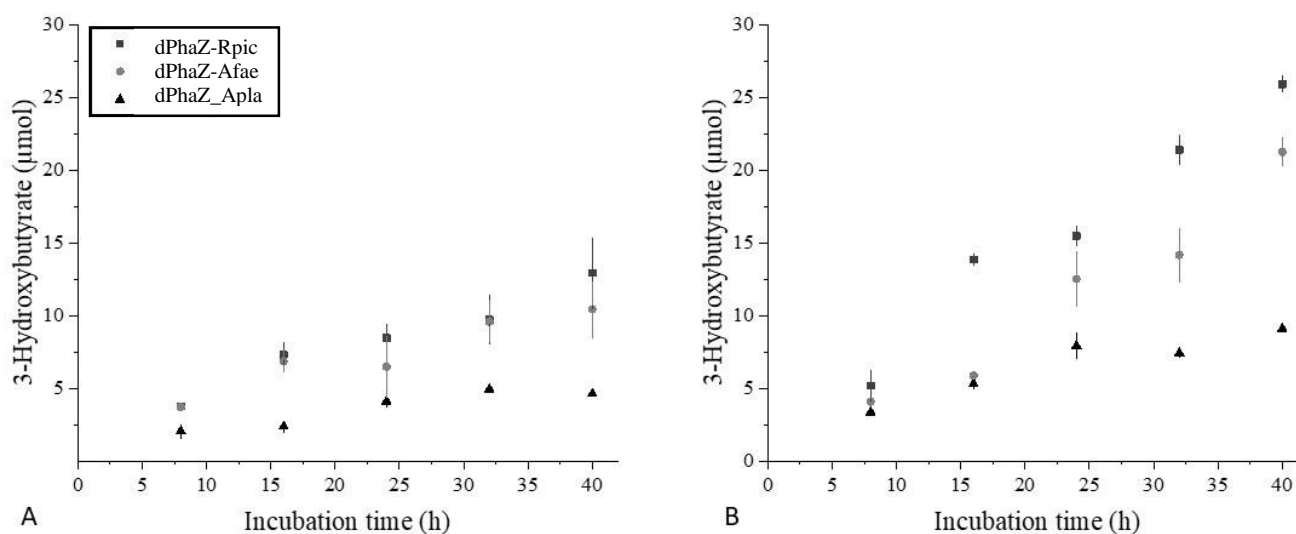 30
25
20
15
10
5
3-Hydroxybutyrate (µmol)
dPhaZ-Rpic
dPhaZ-Afae
dPhaZ_Apla
0 5 10 15 20 25 30 35 40
Incubation time (h)
A
30
25
20
15
10
5
0
3-Hydroxybutyrate (µmol)
0 5 10 15 20 25 30 35 40
Incubation time (h)
B